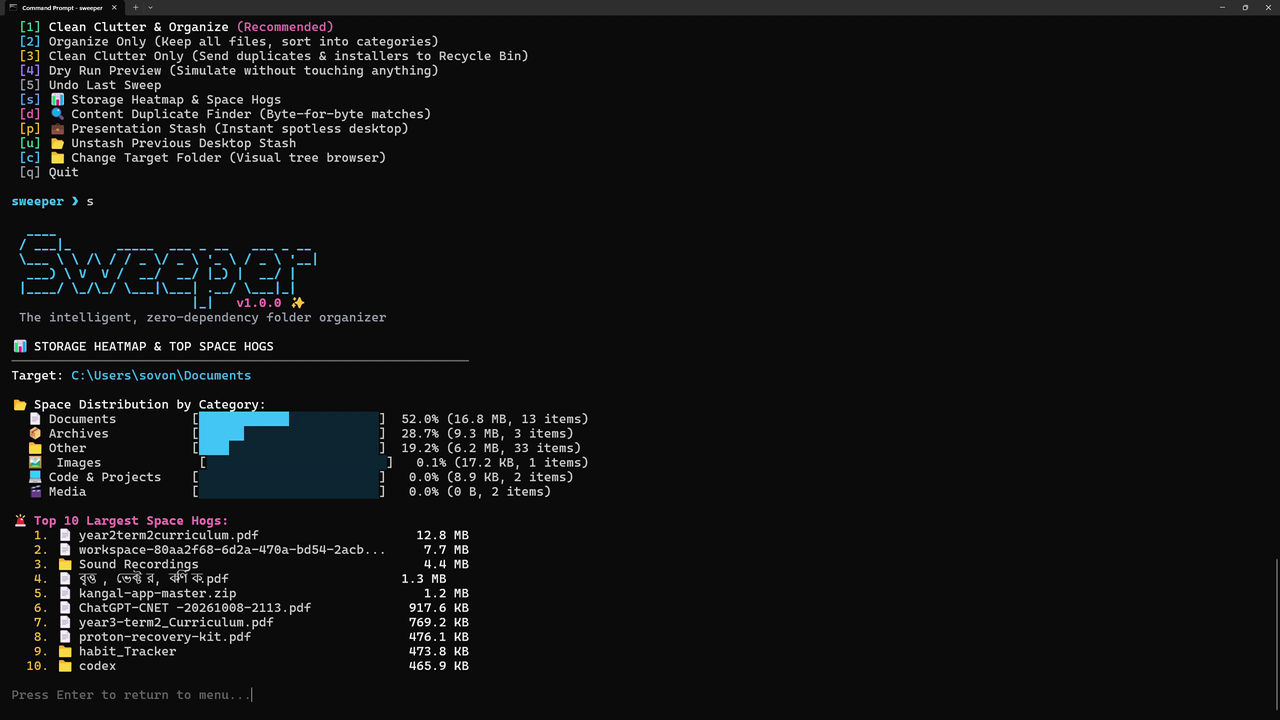 Command Prompt - sweeper
[1] Clean Clutter & Organize (Recommended)
[2] Organize Only (Keep all files, sort into categories)
[3] Clean Clutter Only (Send duplicates & installers to Recycle Bin)
[4] Dry Run Preview (Simulate without touching anything)
[5] Undo Last Sweep
[s] 📊 Storage Heatmap & Space Hogs
[d] 🔍 Content Duplicate Finder (Byte-for-byte matches)
[p] 💼 Presentation Stash (Instant spotless desktop)
[u] 📂 Unstash Previous Desktop Stash
[c] 📁 Change Target Folder (Visual tree browser)
[q] Quit
sweeper ❯ s
Sweeper
v1.0.0 ✨
The intelligent, zero-dependency folder organizer
📊 STORAGE HEATMAP & TOP SPACE HOGS
Target: C:\Users\sovon\Documents
📂 Space Distribution by Category:
📄 Documents [ ] 52.0% (16.8 MB, 13 items)
📦 Archives [ ] 28.7% (9.3 MB, 3 items)
📁 Other [ ] 19.2% (6.2 MB, 33 items)
🖼️ Images [ ] 0.1% (17.2 KB, 1 items)
💻 Code & Projects [ ] 0.0% (8.9 KB, 2 items)
🎬 Media [ ] 0.0% (0 B, 2 items)
🚨 Top 10 Largest Space Hogs:
1. 📄 year2term2curriculum.pdf 12.8 MB
2. 📄 workspace-80aa2f68-6d2a-470a-bd54-2acb... 7.7 MB
3. 📁 Sound Recordings 4.4 MB
4. 📄 বৃত্ত , ভেক্টর, কণিক.pdf 1.3 MB
5. 📄 kangal-app-master.zip 1.2 MB
6. 📄 ChatGPT-CNET -20261008-2113.pdf 917.6 KB
7. 📄 year3-term2_Curriculum.pdf 769.2 KB
8. 📄 proton-recovery-kit.pdf 476.1 KB
9. 📁 habit_Tracker 473.8 KB
10. 📁 codex 465.9 KB
Press Enter to return to menu...